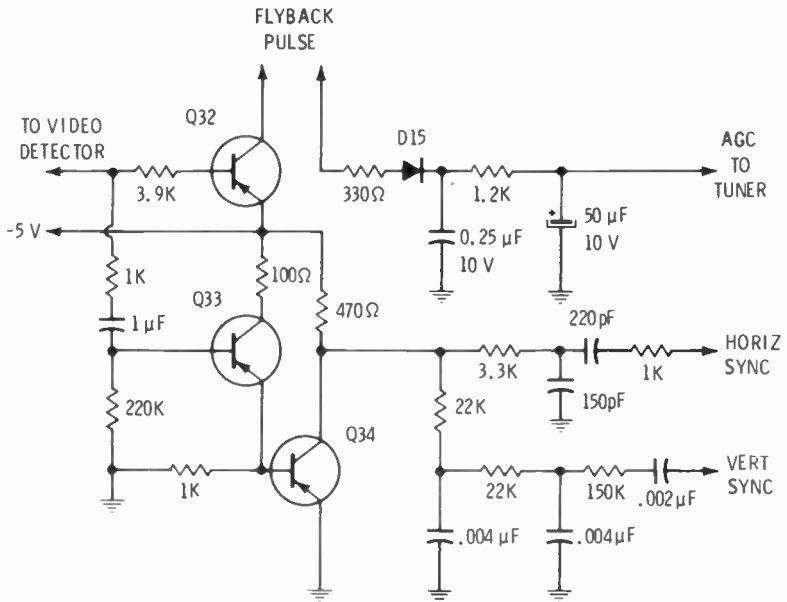 FLYBACK
PULSE
Q32
D15
TO VIDEO
DETECTOR
AGC
TO
TUNER
3.9K
330Ω
1.2K
-5 V
+
50 µF
10 V
0.25 µF
10 V
1K
100Ω
Q33
470Ω
1 µF
220pF
HORIZ
SYNC
3.3K
1K
150pF
220K
22K
Q34
1K
22K
150K
.002µF
VERT
SYNC
.004 µF
.004µF